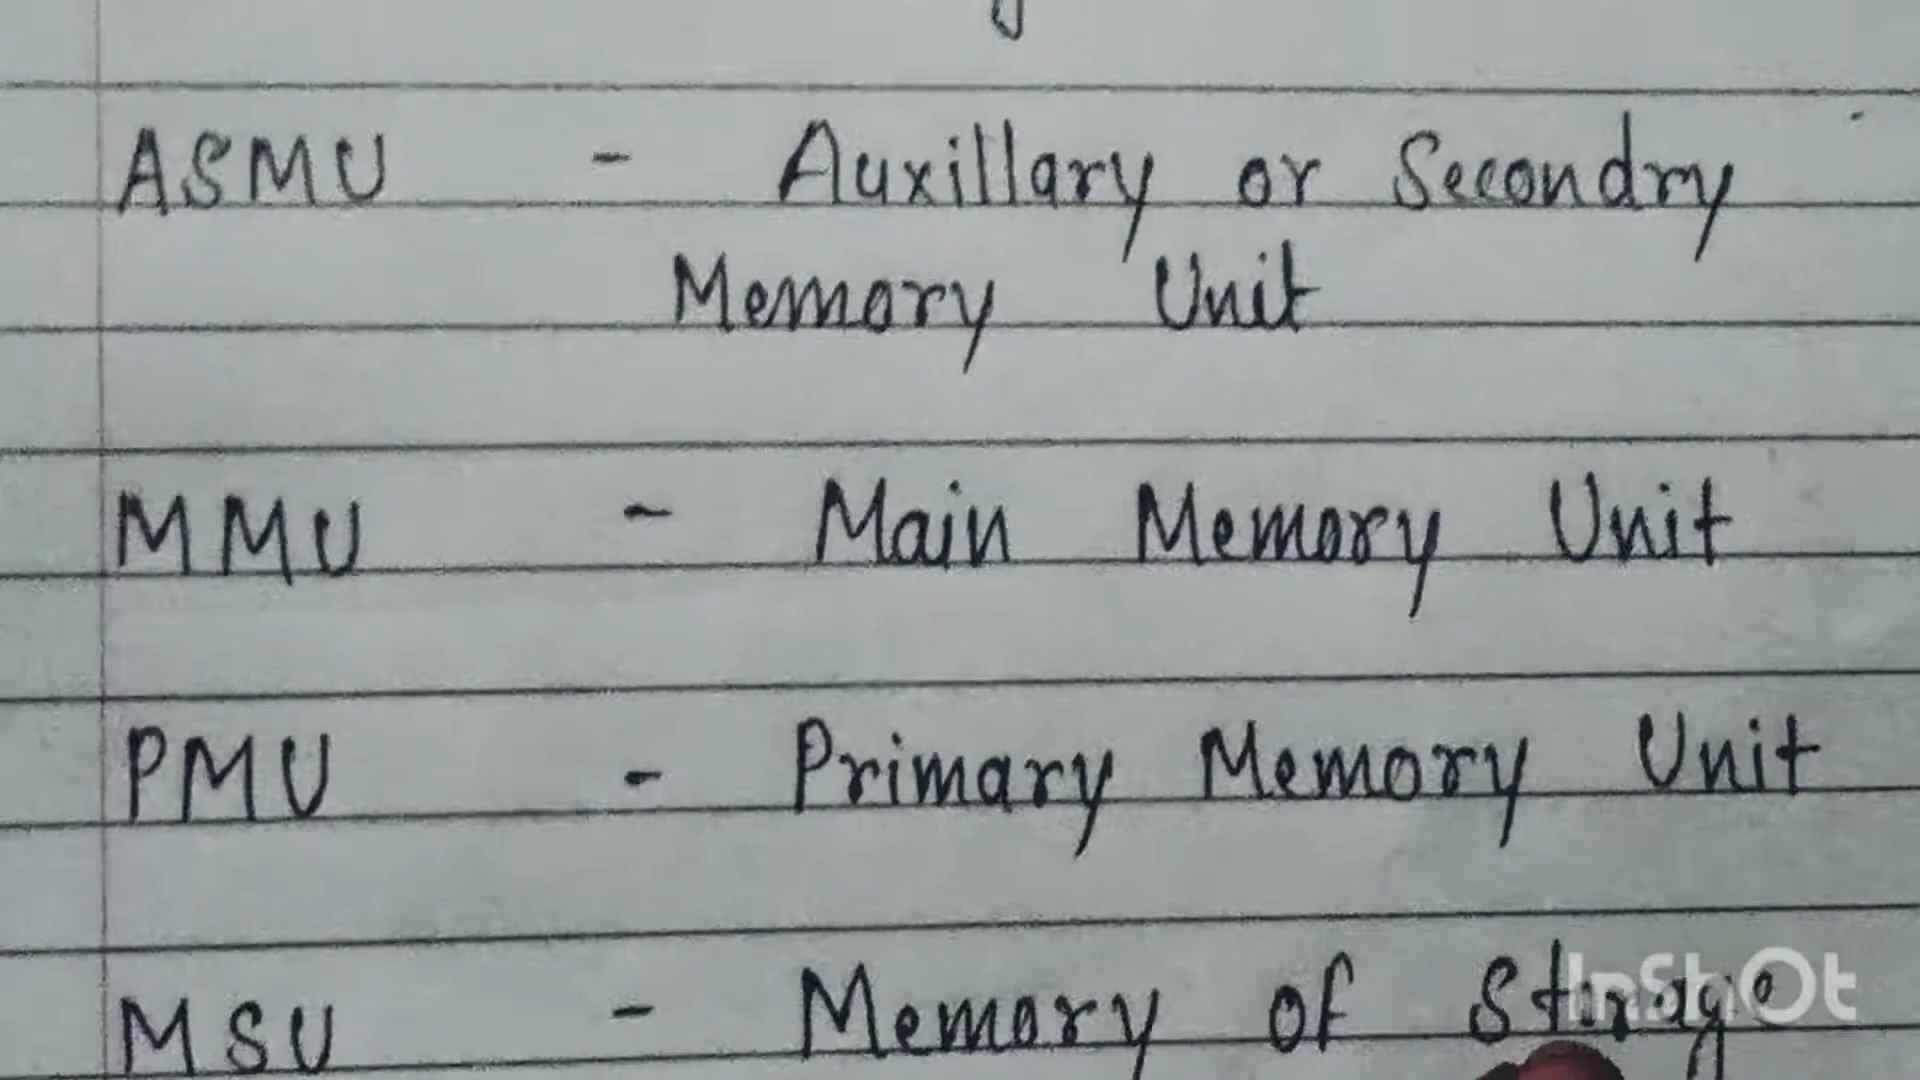 ASMU - Auxillary or Secondry
Memory Unit
MMU - Main Memory Unit
PMU - Primary Memory Unit
MSU - Memory of Storage
InShOt